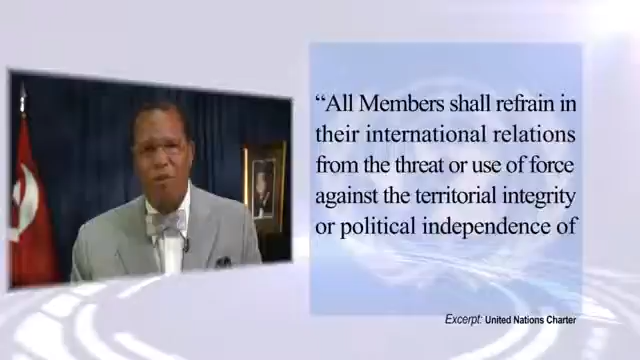 “All Members shall refrain in
their international relations
from the threat or use of force
against the territorial integrity
or political independence of
Excerpt: United Nations Charter